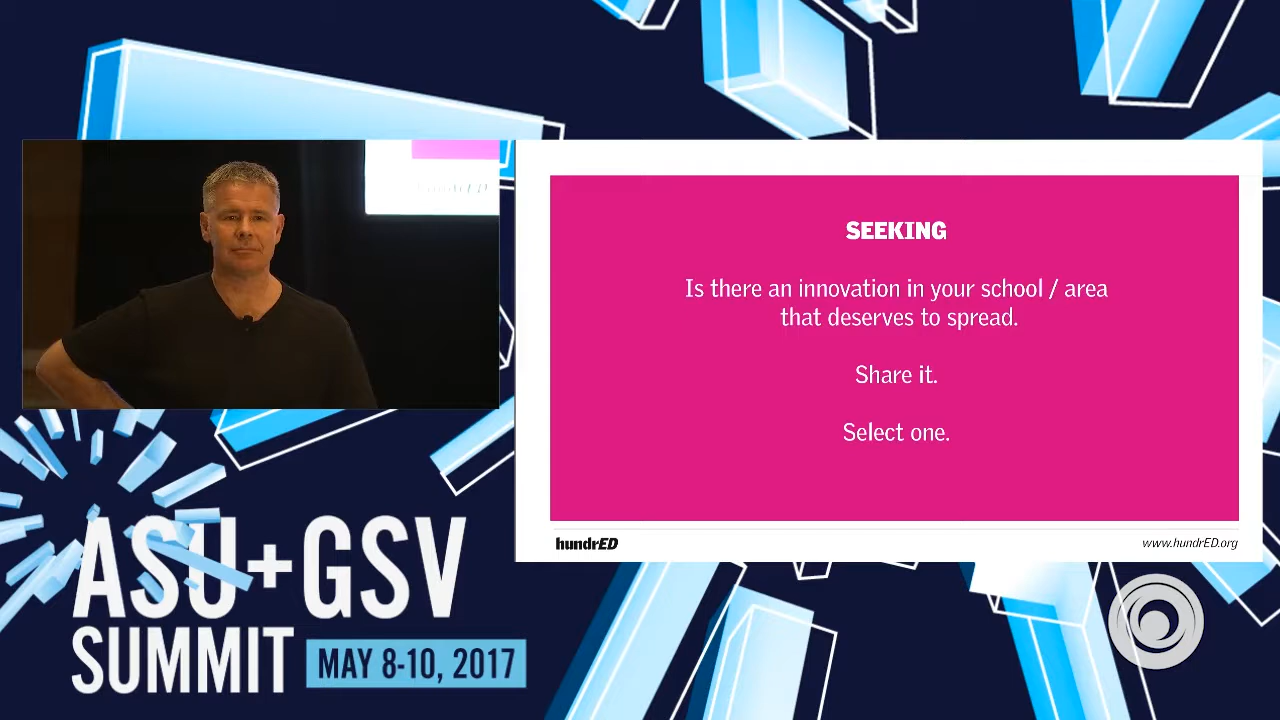 hundrED
SEEKING
Is there an innovation in your school / area
that deserves to spread.
Share it.
Select one.
hundrED
www.hundrED.org
ASU+GSV
SUMMIT
MAY 8-10, 2017